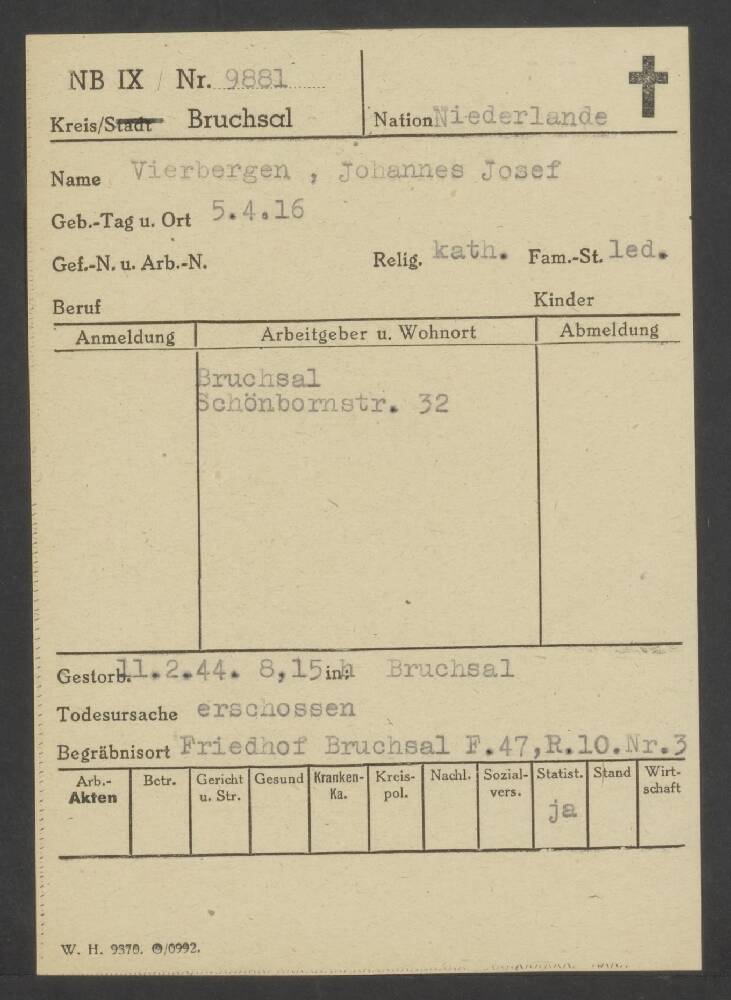 NB IX / Nr. 9881
Kreis/Stadt Bruchsal
Nation Niederlande
Name Vierbergen , Johannes Josef
Geb.-Tag u. Ort 5.4.16
Gef.-N. u. Arb.-N. Relig. kath. Fam.-St. led.
Beruf Kinder
Anmeldung Arbeitgeber u. Wohnort Abmeldung
Bruchsal
Schönbornstr. 32
Gestorb. 11.2.44. 8,15 in h Bruchsal
Todesursache erschossen
Begräbnisort Friedhof Bruchsal F.47,R.10.Nr.3
Arb.- Betr. Gericht Gesund Kranken- Kreis- Nachl. Sozial- Statist. Stand Wirt-
Akten u. Str. Ka. pol. vers. schaft
ja
W. H. 9370. /0992.